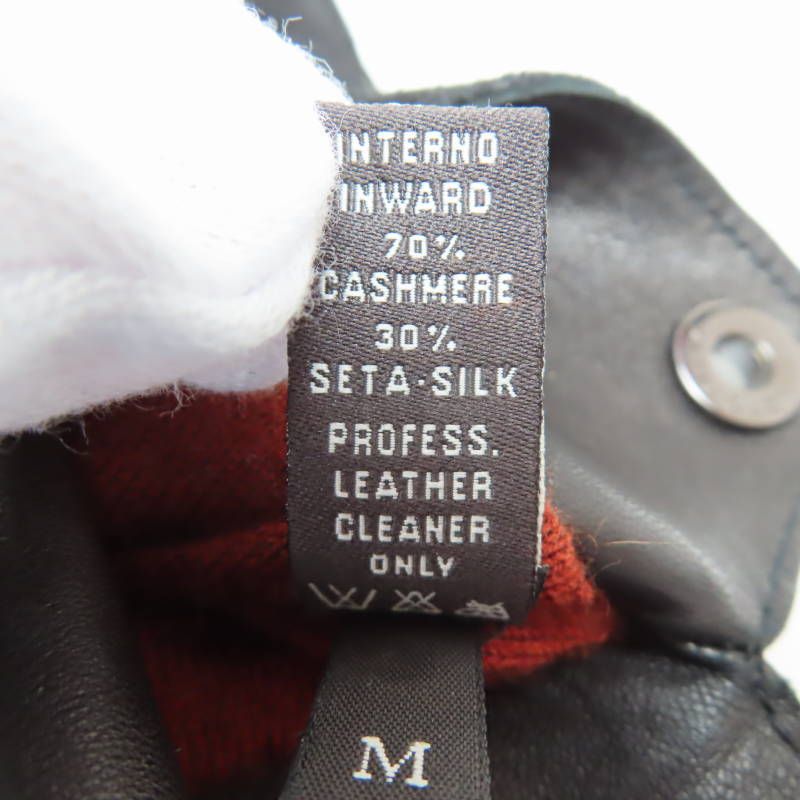 INTERNO
INWARD
70%
CASHMERE
30%
SETA·SILK
PROFESS.
LEATHER
CLEANER
ONLY
M